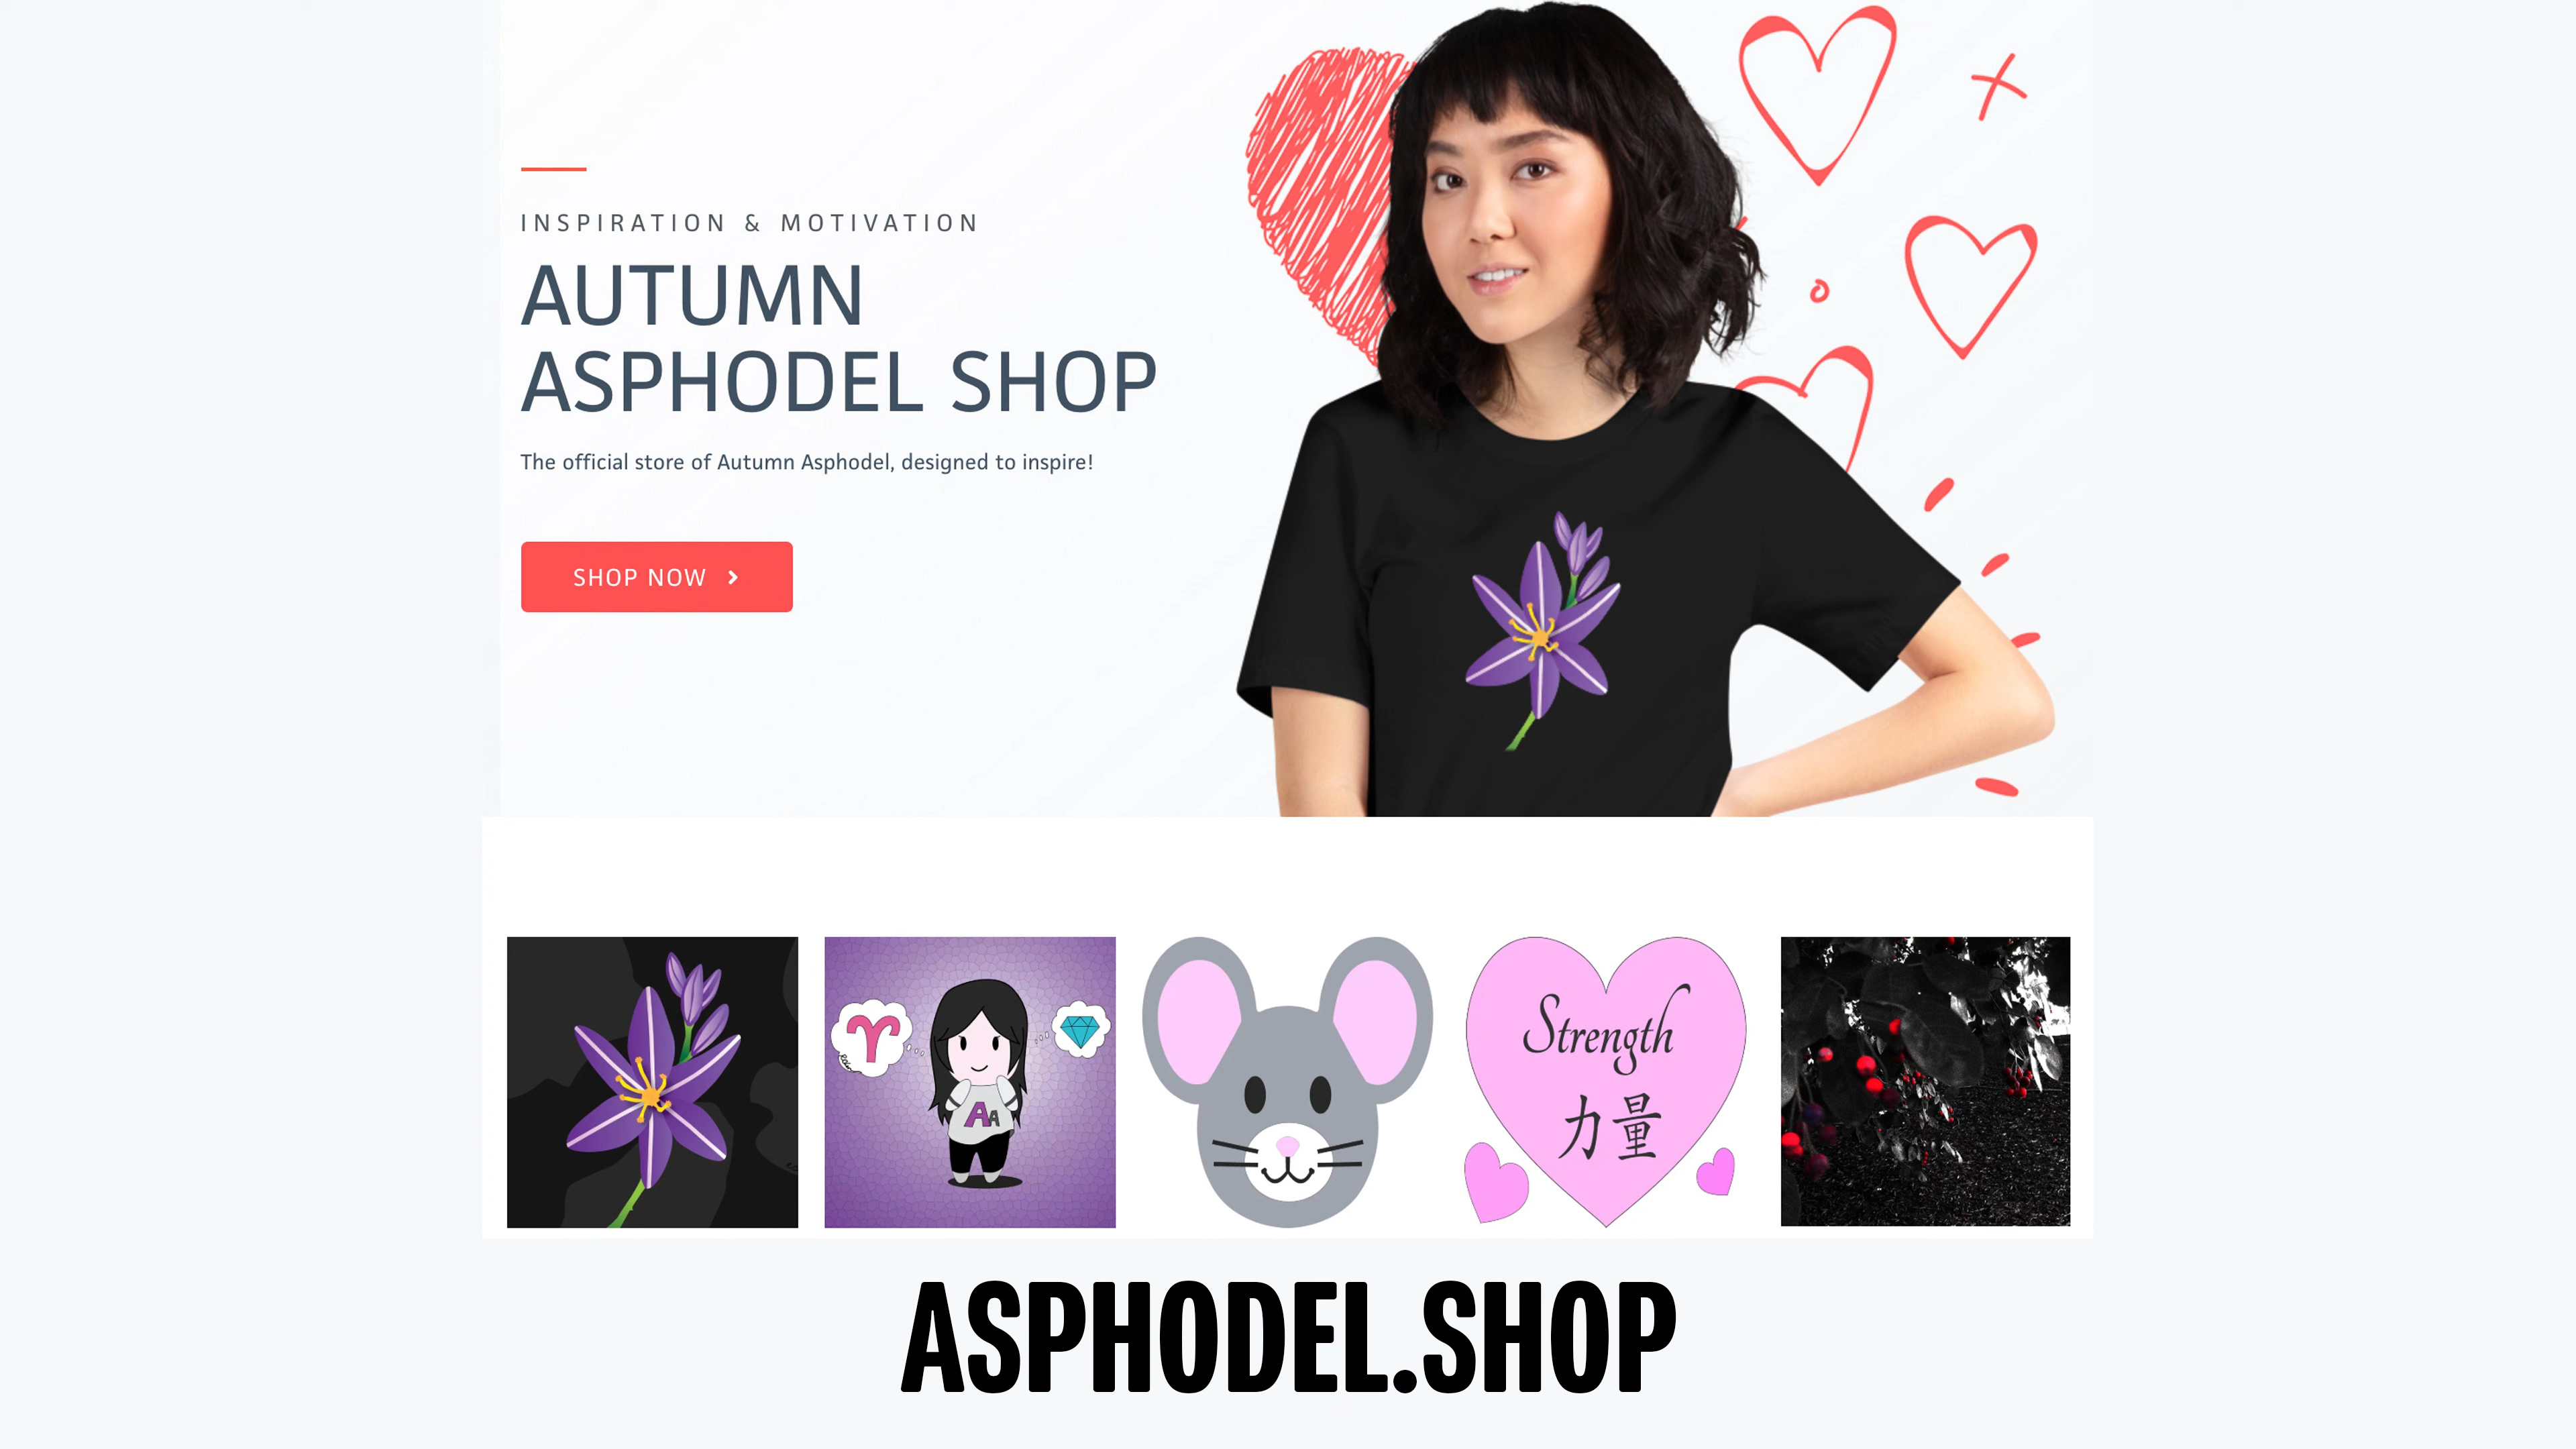 INSPIRATION & MOTIVATION
AUTUMN
ASPHODEL SHOP
The official store of Autumn Asphodel, designed to inspire!
SHOP NOW
AA
Strength
力量
ASPHODEL.SHOP